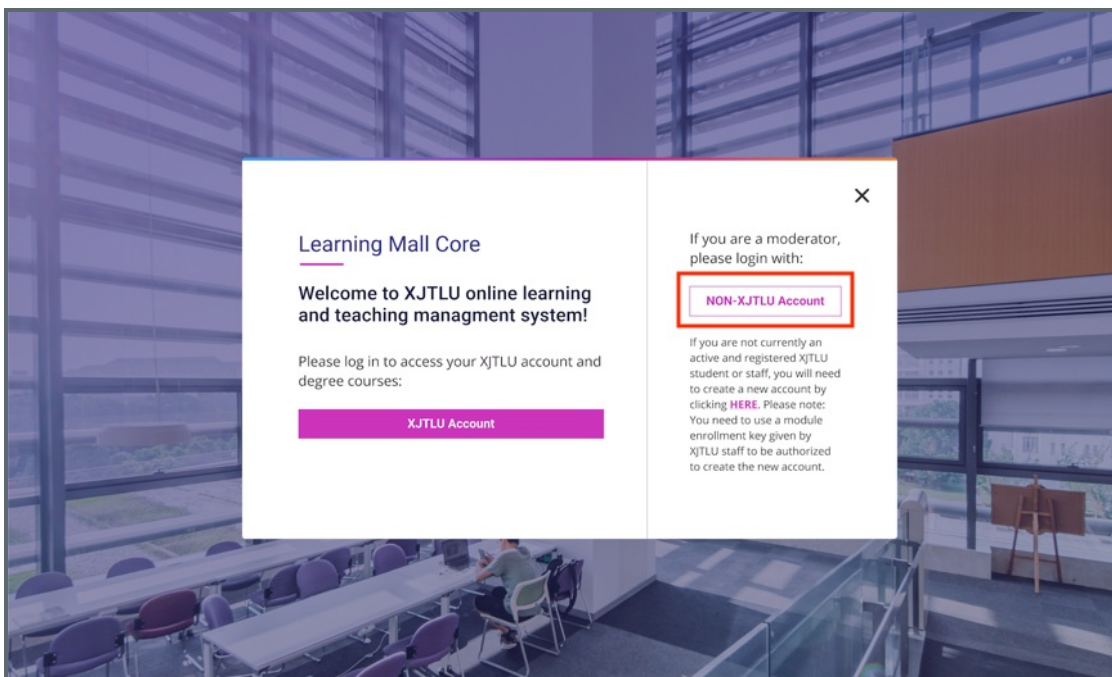 Learning Mall Core
Welcome to XJTLU online learning
and teaching managment system!
Please log in to access your XJTLU account and
degree courses:
XJTLU Account
If you are a moderator,
please login with:
NON-XJTLU Account
If you are not currently an
active and registered XJTLU
student or staff, you will need
to create a new account by
clicking HERE. Please note:
You need to use a module
enrollment key given by
XJTLU staff to be authorized
to create the new account.